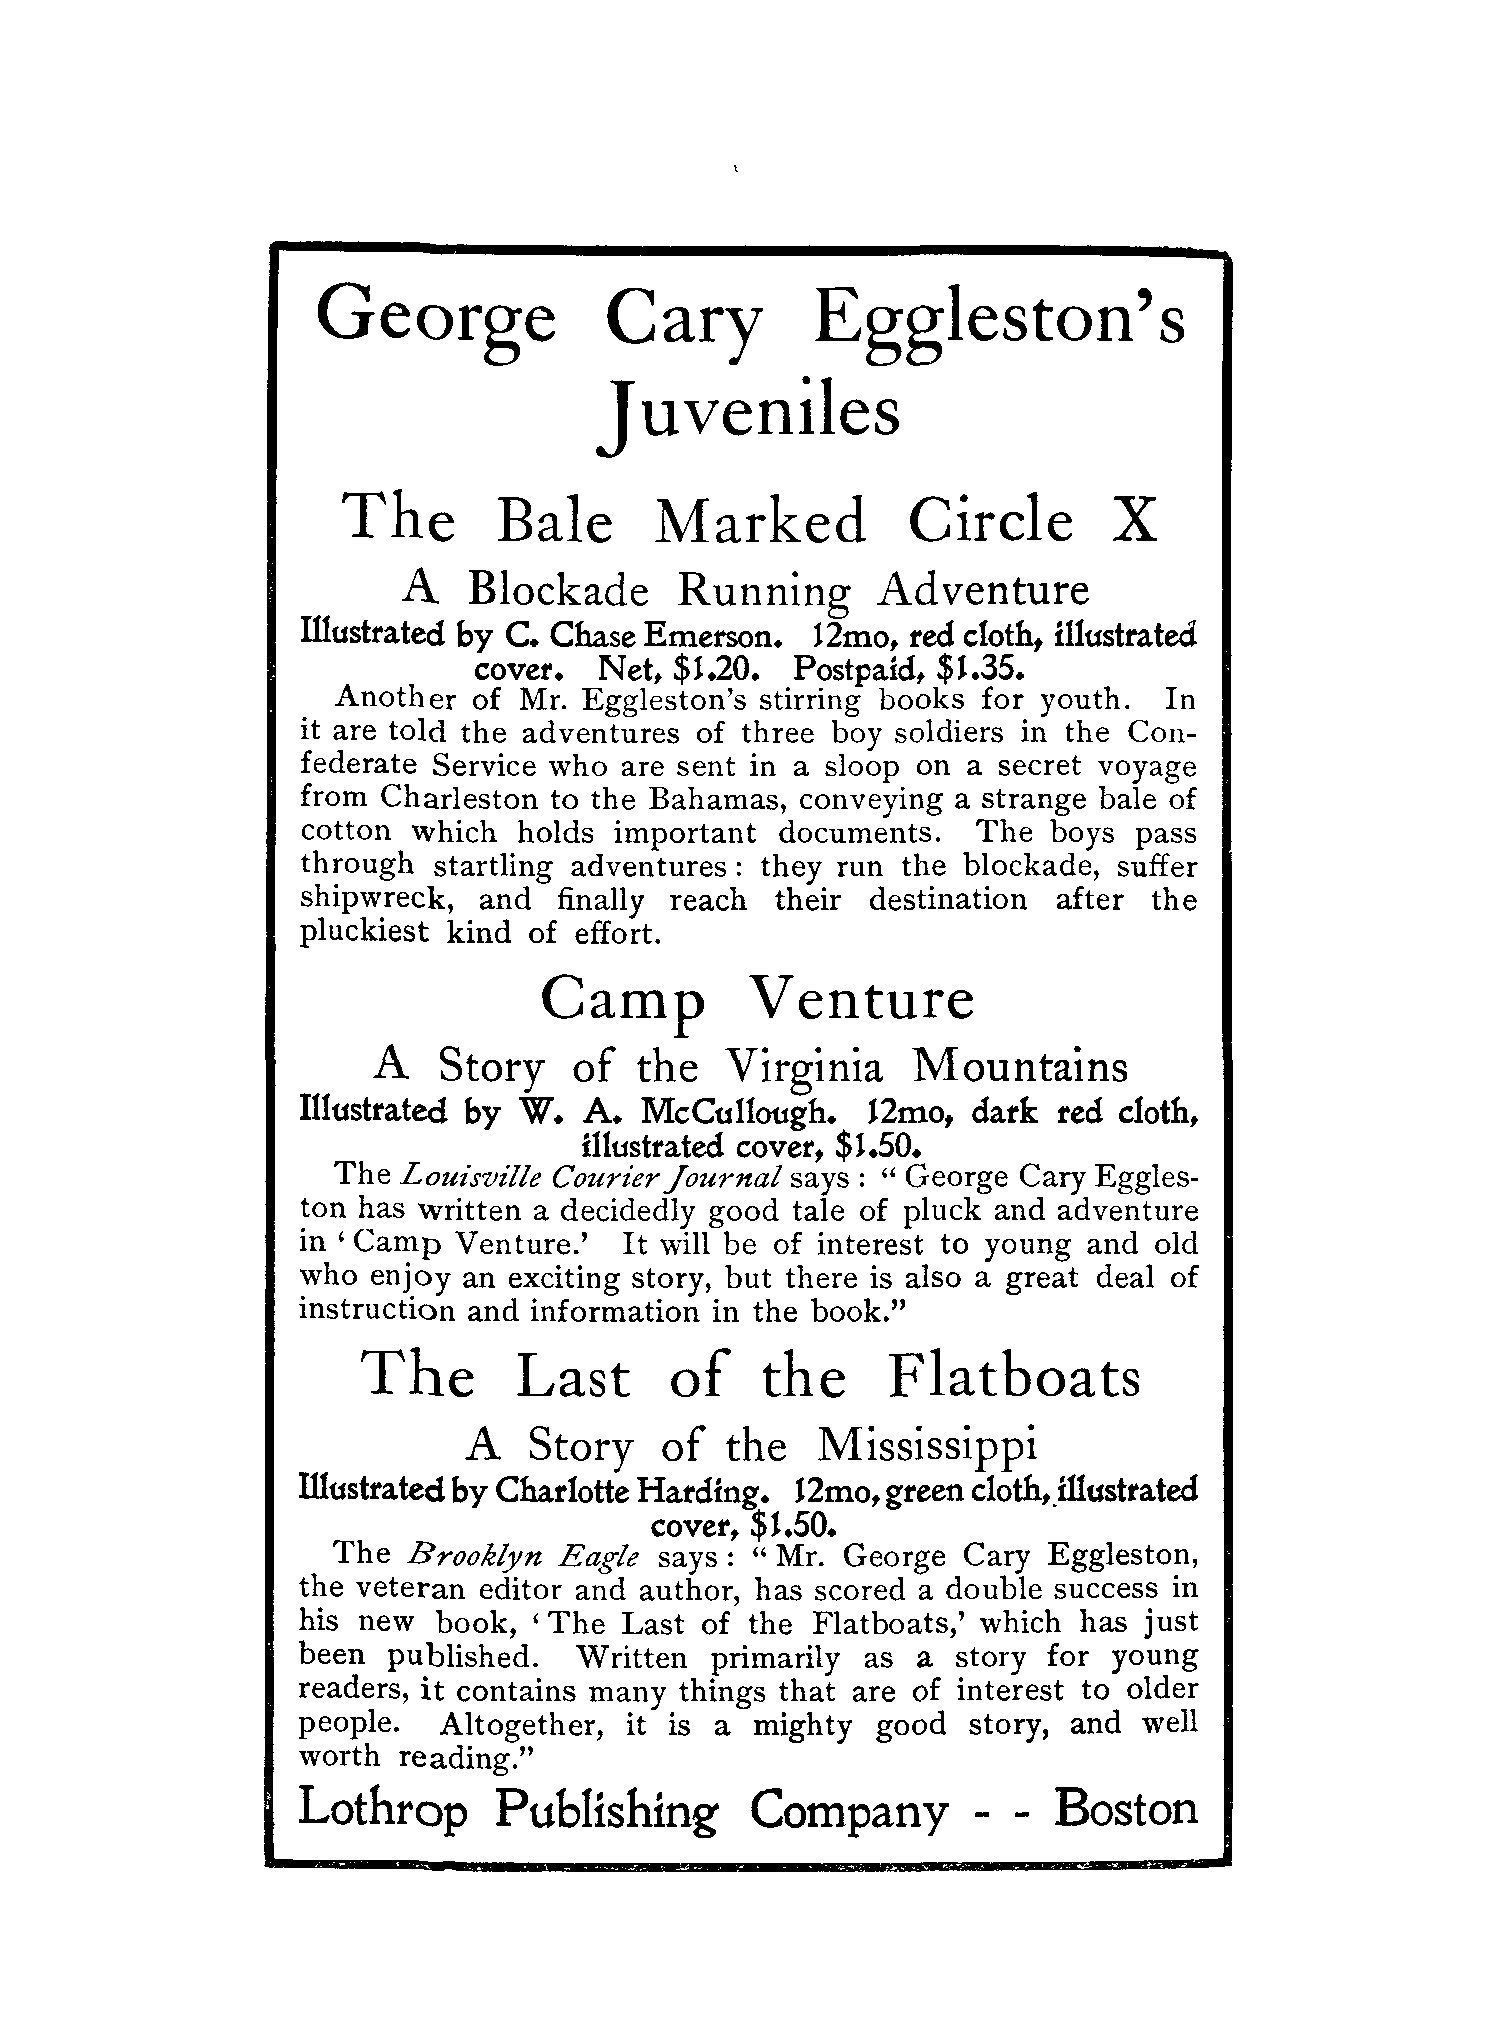 George Cary Eggleston's
Juveniles
The Bale Marked Circle X
A Blockade Running Adventure
Illustrated by C. Chase Emerson. 12mo, red cloth, illustrated
cover. Net, $1.20. Postpaid, $1.35.
Another of Mr. Eggleston's stirring books for youth. In
it are told the adventures of three boy soldiers in the Con-
federate Service who are sent in a sloop on a secret voyage
from Charleston to the Bahamas, conveying a strange bale of
cotton which holds important documents. The boys pass
through startling adventures: they run the blockade, suffer
shipwreck, and finally reach their destination after the
pluckiest kind of effort.
Camp Venture
A Story of the Virginia Mountains
Illustrated by W. A. McCullough. 12mo, dark red cloth,
illustrated cover, $1.50.
The Louisville Courier Journal says: "George Cary Eggles-
ton has written a decidedly good tale of pluck and adventure
in 'Camp Venture.' It will be of interest to young and old
who enjoy an exciting story, but there is also a great deal of
instruction and information in the book."
The Last of the Flatboats
A Story of the Mississippi
Illustrated by Charlotte Harding. 12mo, green cloth, illustrated
cover, $1.50.
The Brooklyn Eagle says: "Mr. George Cary Eggleston,
the veteran editor and author, has scored a double success in
his new book, 'The Last of the Flatboats,' which has just
been published. Written primarily as a story for young
readers, it contains many things that are of interest to older
people. Altogether, it is a mighty good story, and well
worth reading."
Lothrop Publishing Company - - Boston